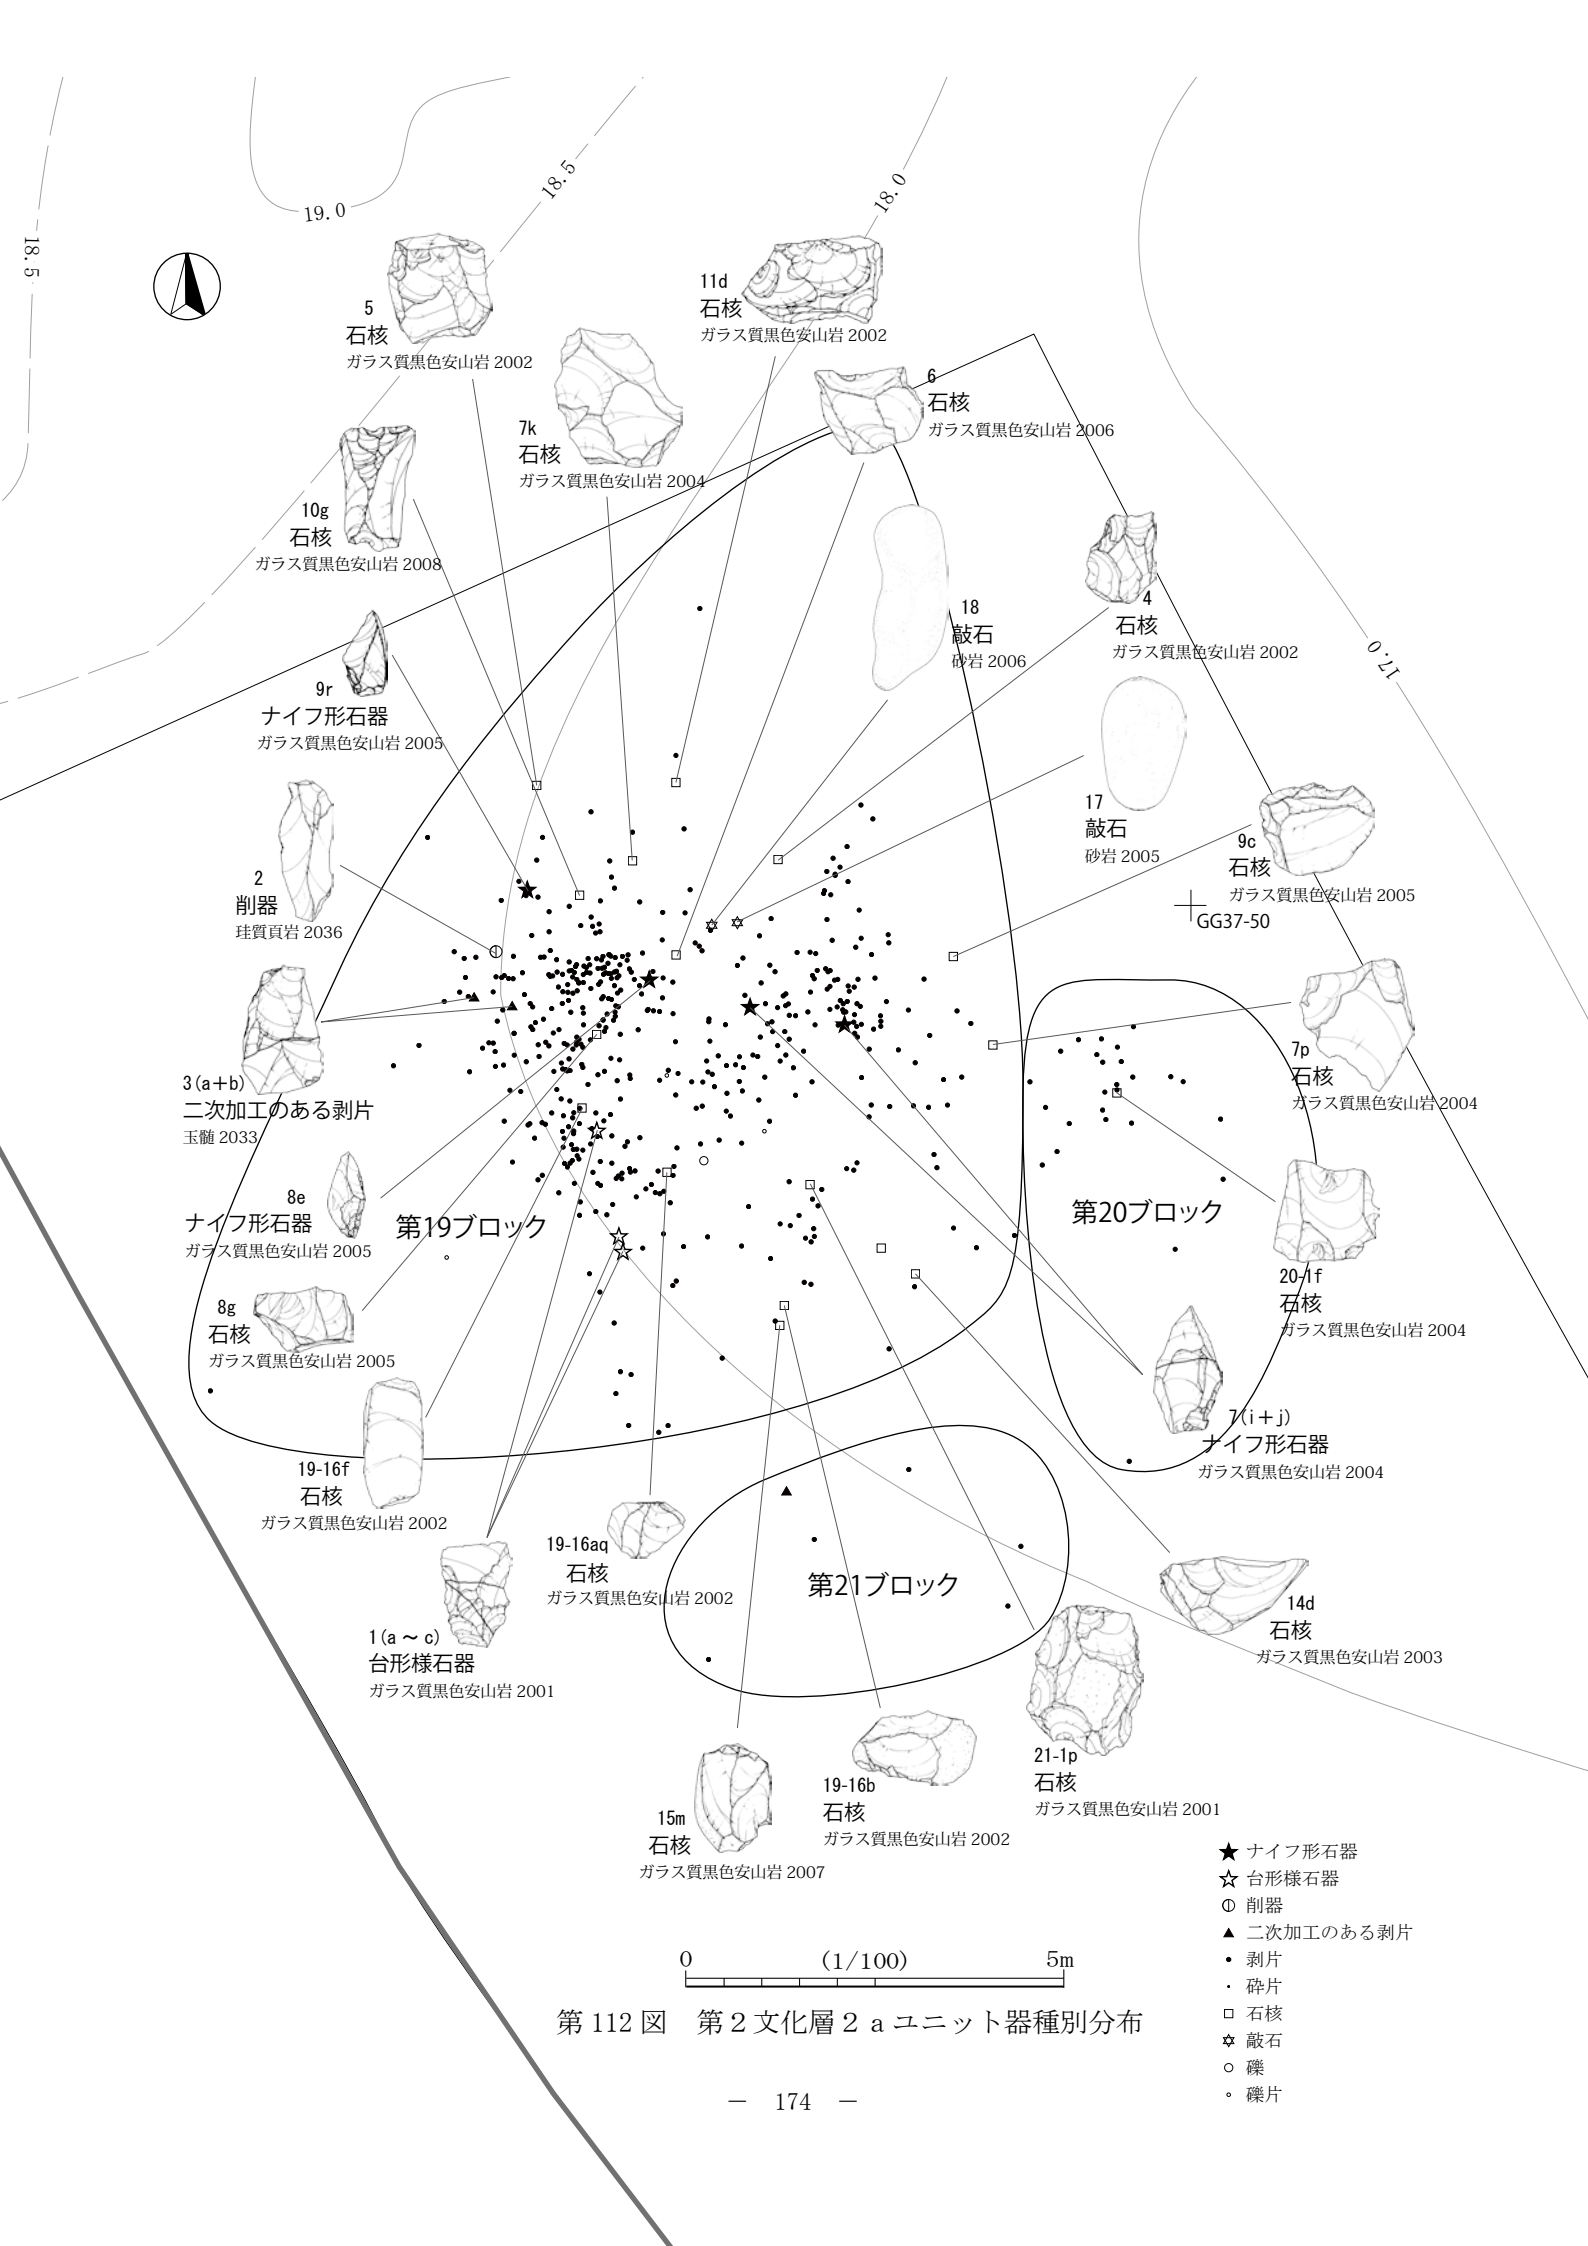 18.5
19.0
18.5
18.0
17.0
5
石核
ガラス質黒色安山岩 2002
11d
石核
ガラス質黒色安山岩 2002
7k
石核
ガラス質黒色安山岩 2004
6
石核
ガラス質黒色安山岩 2006
10g
石核
ガラス質黒色安山岩 2008
18
敲石
砂岩 2006
4
石核
ガラス質黒色安山岩 2002
9r
ナイフ形石器
ガラス質黒色安山岩 2005
17
敲石
砂岩 2005
9c
石核
ガラス質黒色安山岩 2005
GG37-50
2
削器
珪質頁岩 2036
3(a＋b)
二次加工のある剥片
玉髄 2033
7p
石核
ガラス質黒色安山岩 2004
8e
ナイフ形石器
ガラス質黒色安山岩 2005
第19ブロック
第20ブロック
20-1f
石核
ガラス質黒色安山岩 2004
8g
石核
ガラス質黒色安山岩 2005
7(i＋j)
ナイフ形石器
ガラス質黒色安山岩 2004
19-16f
石核
ガラス質黒色安山岩 2002
19-16aq
石核
ガラス質黒色安山岩 2002
第21ブロック
14d
石核
ガラス質黒色安山岩 2003
1(a～c)
台形様石器
ガラス質黒色安山岩 2001
21-1p
石核
ガラス質黒色安山岩 2001
19-16b
石核
ガラス質黒色安山岩 2002
15m
石核
ガラス質黒色安山岩 2007
ナイフ形石器
台形様石器
削器
二次加工のある剥片
剥片
砕片
石核
敲石
礫
礫片
0 (1/100) 5m
第 112 図　第２文化層２ａユニット器種別分布
－ 174 －